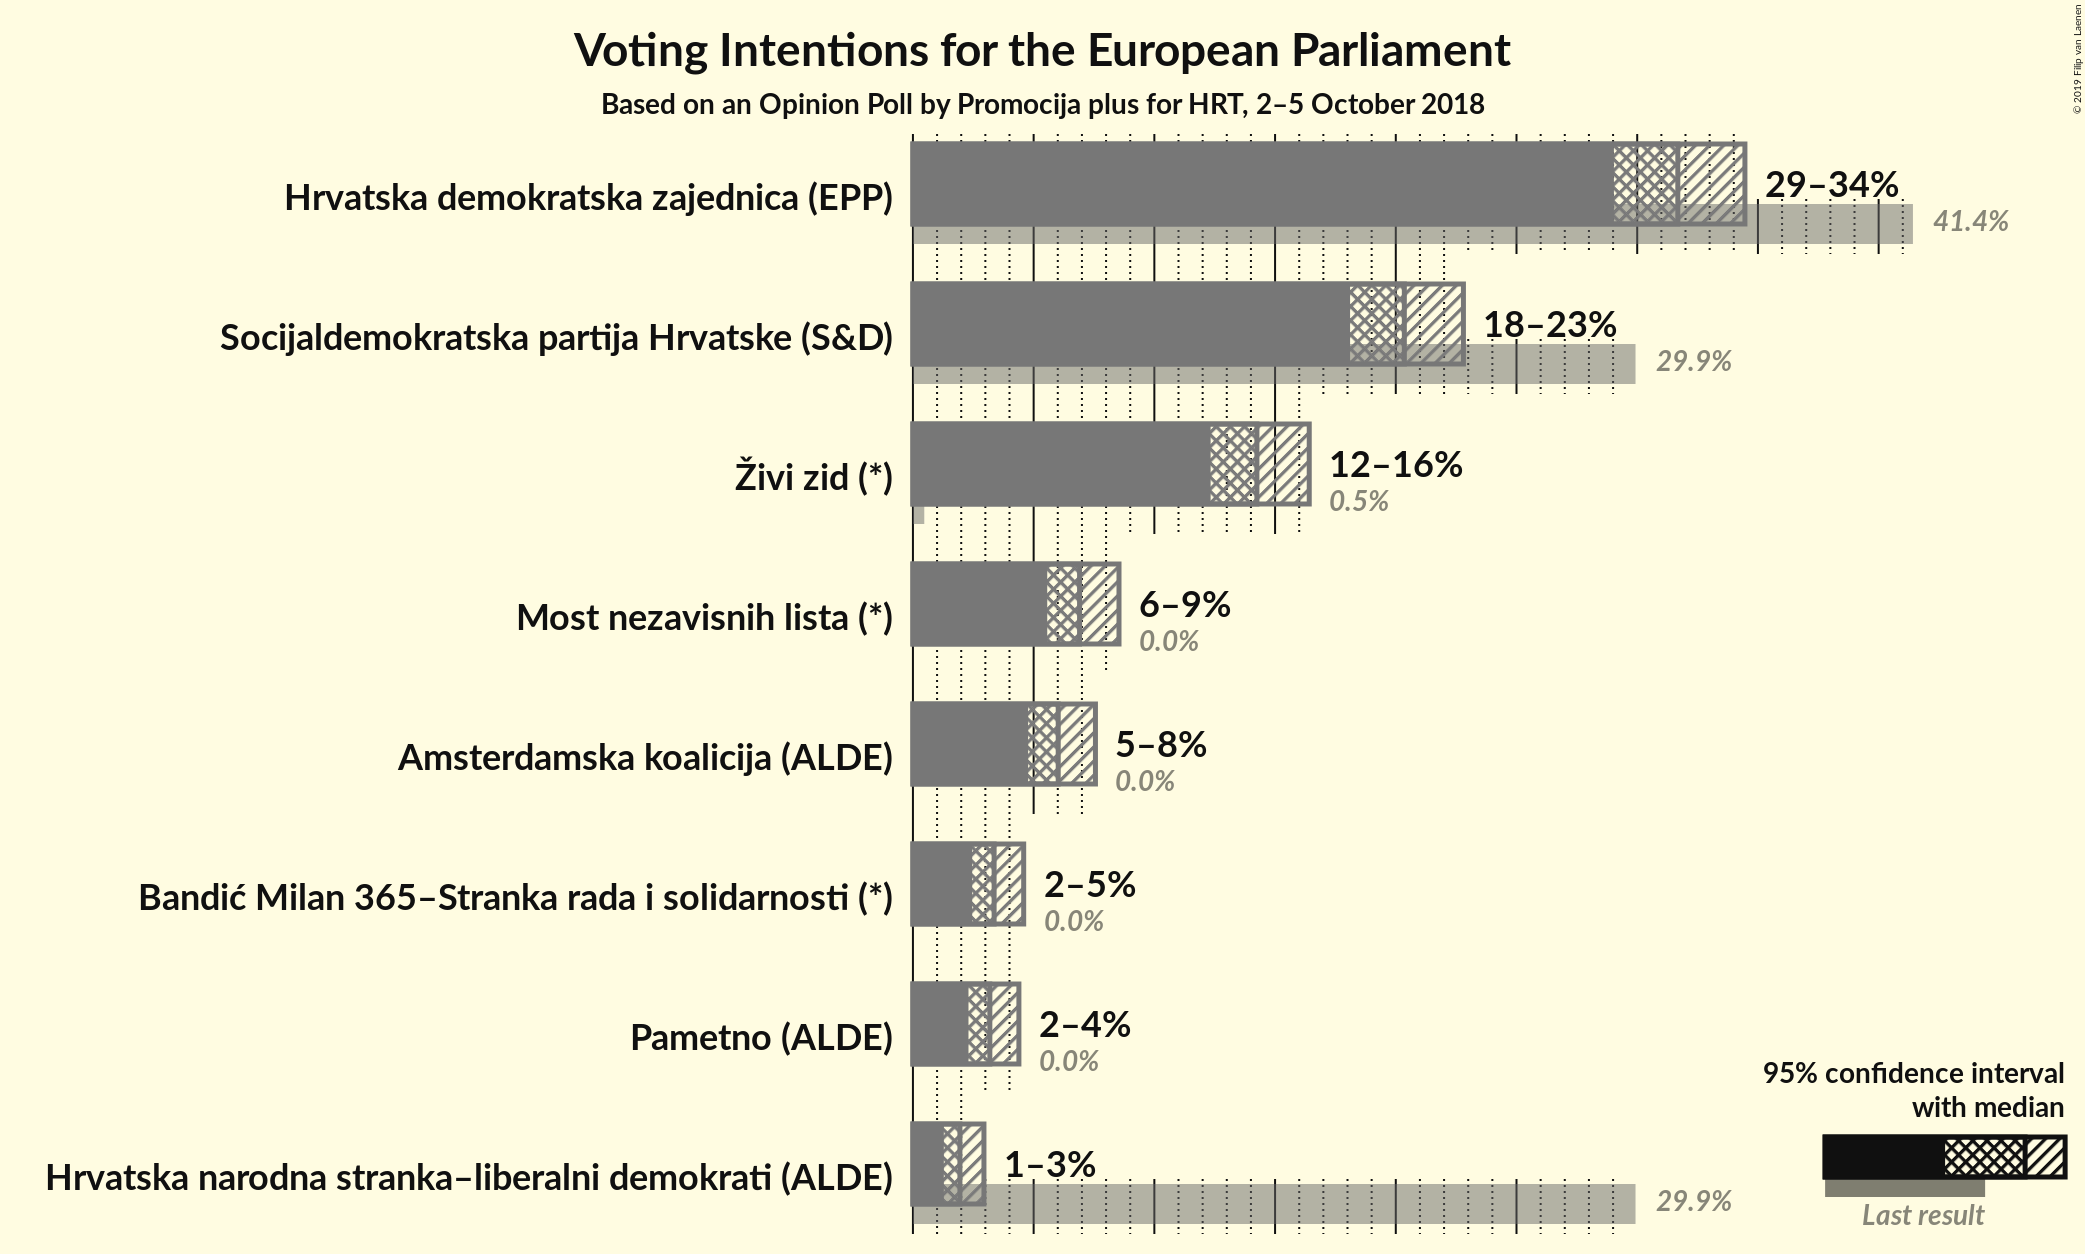 Voting Intentions for the European Parliament
Based on an Opinion Poll by Promocija plus for HRT, 2–5 October 2018
© 2019 Filip van Laenen
Hrvatska demokratska zajednica (EPP)
29–34%
41.4%
Socijaldemokratska partija Hrvatske (S&D)
18–23%
29.9%
Živi zid (*)
12–16%
0.5%
Most nezavisnih lista (*)
6–9%
0.0%
Amsterdamska koalicija (ALDE)
5–8%
0.0%
Bandić Milan 365–Stranka rada i solidarnosti (*)
2–5%
0.0%
Pametno (ALDE)
2–4%
0.0%
Hrvatska narodna stranka–liberalni demokrati (ALDE)
1–3%
29.9%
95% confidence interval
with median
Last result